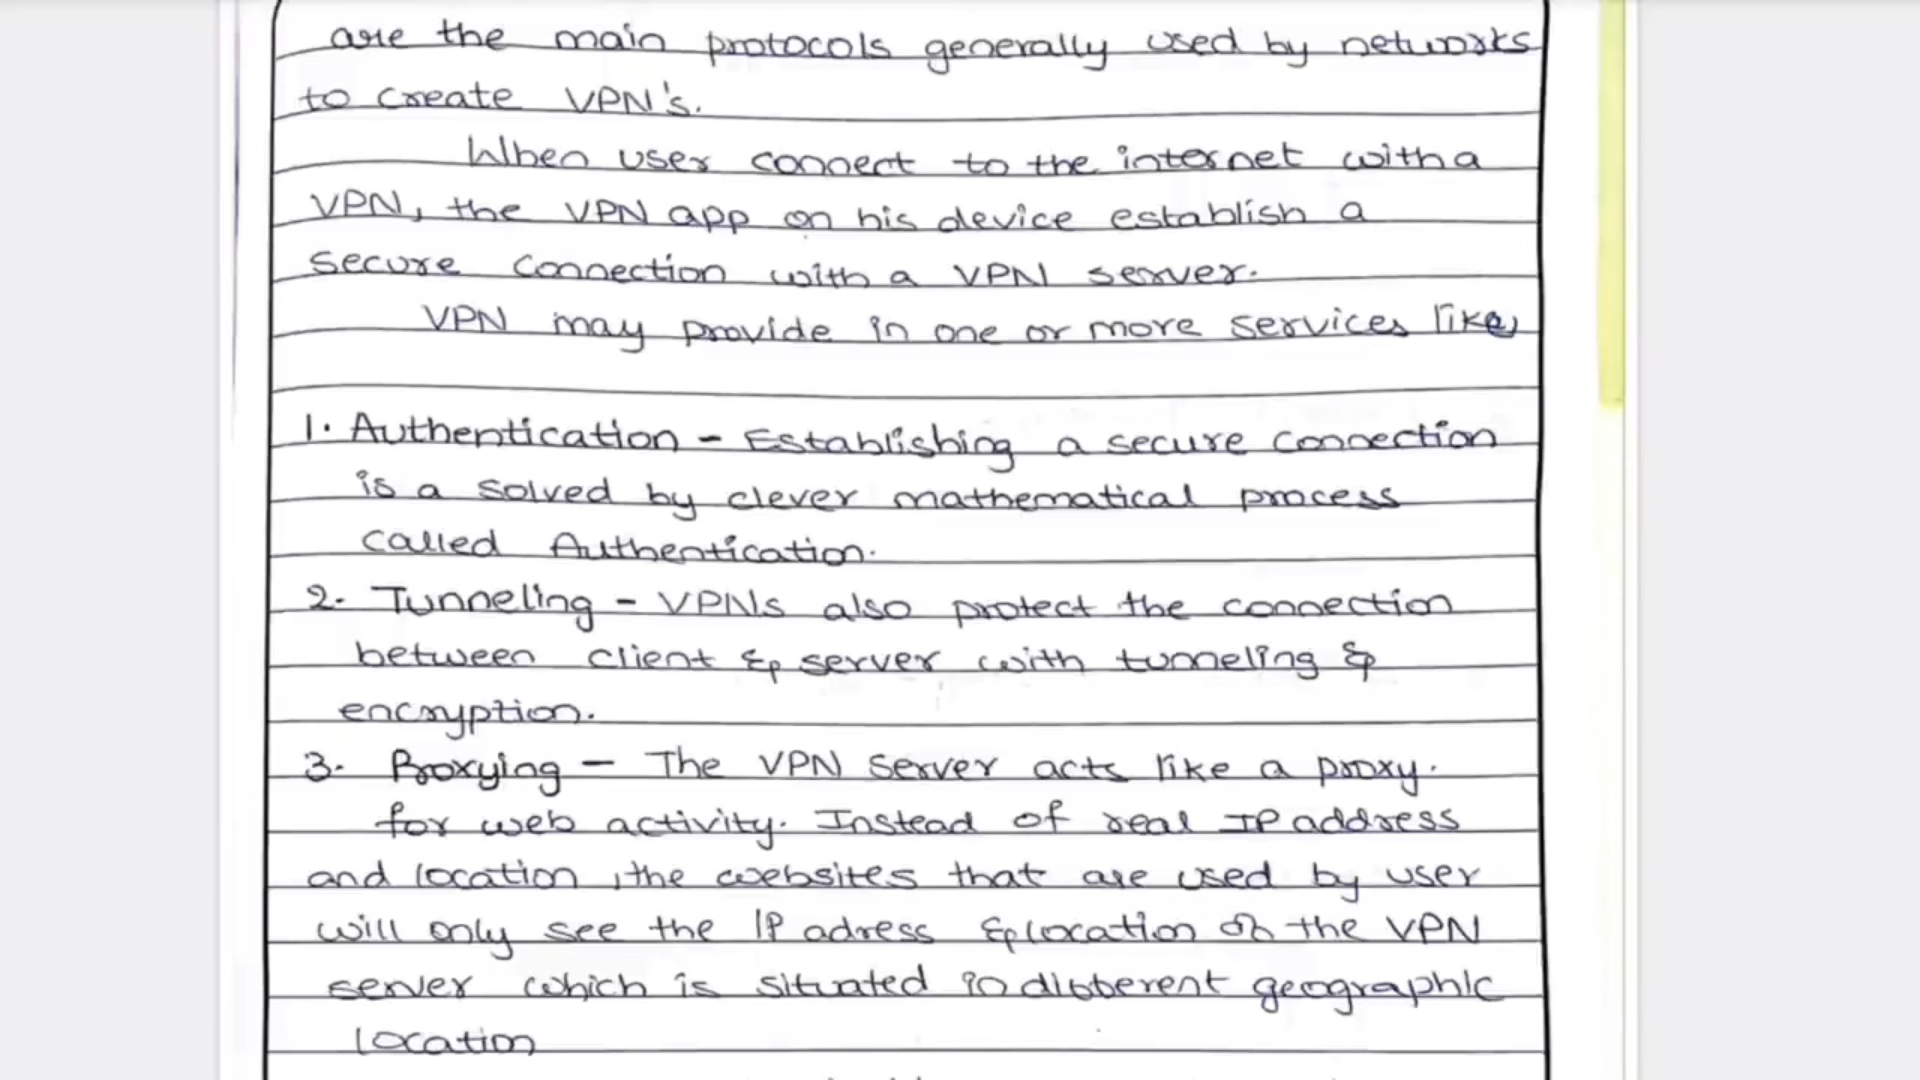 are the main protocols generally used by networks
to create VPN's.
When user connect to the internet with a
VPN, the VPN app on his device establish a
secure connection with a VPN server.
VPN may provide in one or more services like,
1. Authentication - Establishing a secure connection
is a solved by clever mathematical process
called Authentication.
2. Tunneling - VPNs also protect the connection
between client & server with tunneling &
encryption.
3. Proxying - The VPN server acts like a proxy.
for web activity. Instead of real IP address
and location, the websites that are used by user
will only see the IP adress & location of the VPN
server which is situated in different geographic
location